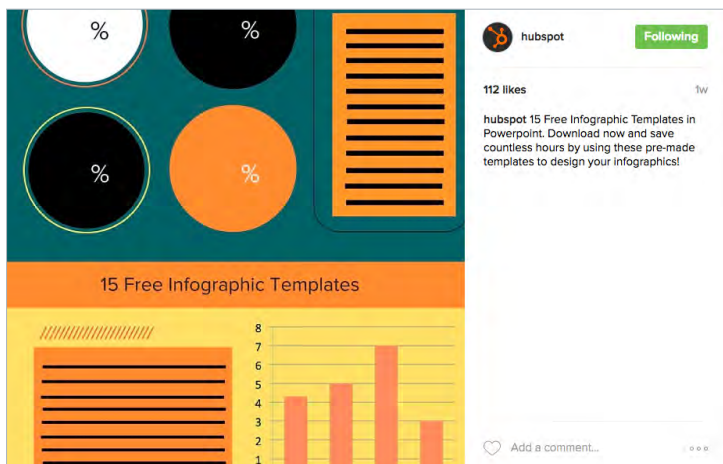 %
%
%
%
15 Free Infographic Templates
8
7
6
5
4
3
2
1
hubspot
Following
112 likes
1w
hubspot 15 Free Infographic Templates in
Powerpoint. Download now and save
countless hours by using these pre-made
templates to design your infographics!
Add a comment...